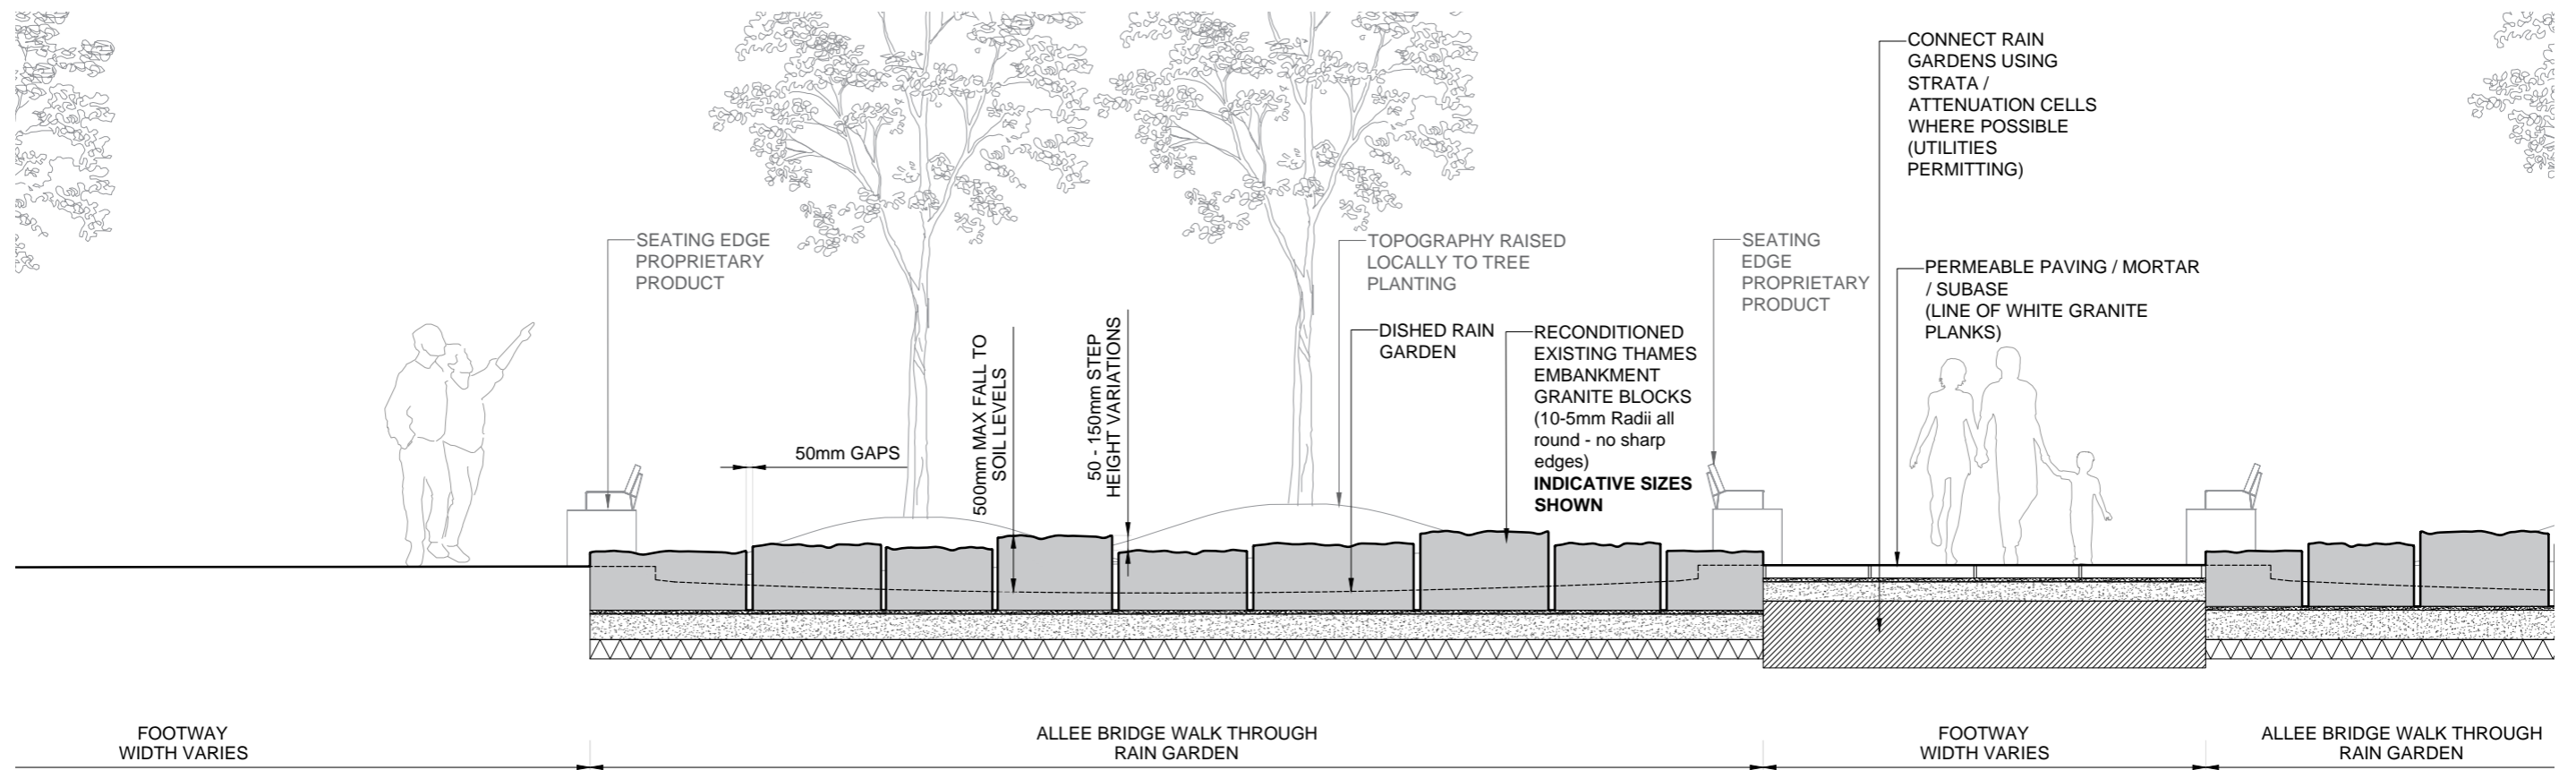 CONNECT RAIN
GARDENS USING
STRATA /
ATTENUATION CELLS
WHERE POSSIBLE
(UTILITIES
PERMITTING)
SEATING EDGE
PROPRIETARY
PRODUCT
TOPOGRAPHY RAISED
LOCALLY TO TREE
PLANTING
SEATING
EDGE
PROPRIETARY
PRODUCT
PERMEABLE PAVING / MORTAR
/ SUBASE
(LINE OF WHITE GRANITE
PLANKS)
50mm GAPS
500mm MAX FALL TO
SOIL LEVELS
50 - 150mm STEP
HEIGHT VARIATIONS
DISHED RAIN
GARDEN
RECONDITIONED
EXISTING THAMES
EMBANKMENT
GRANITE BLOCKS
(10-5mm Radii all
round - no sharp
edges)
INDICATIVE SIZES
SHOWN
FOOTWAY
WIDTH VARIES
ALLEE BRIDGE WALK THROUGH
RAIN GARDEN
FOOTWAY
WIDTH VARIES
ALLEE BRIDGE WALK THROUGH
RAIN GARDEN